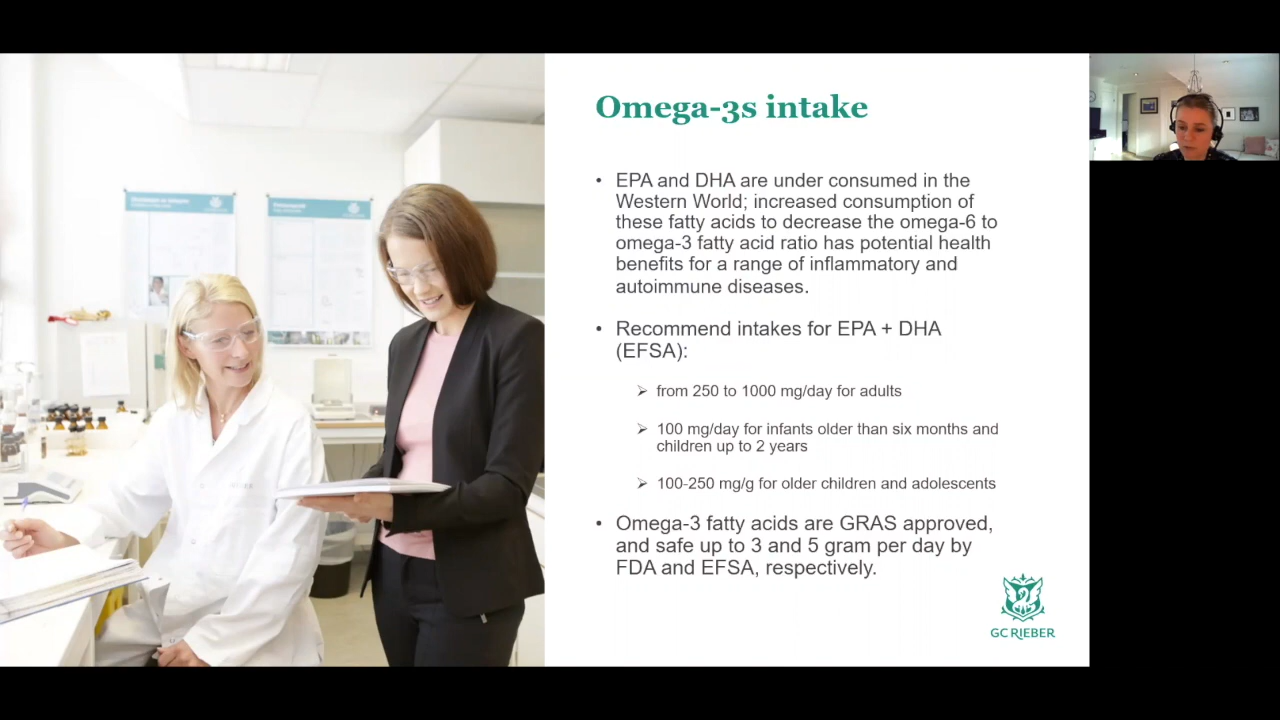 Omega-3s intake
• EPA and DHA are under consumed in the
Western World; increased consumption of
these fatty acids to decrease the omega-6 to
omega-3 fatty acid ratio has potential health
benefits for a range of inflammatory and
autoimmune diseases.
• Recommend intakes for EPA + DHA
(EFSA):
➢ from 250 to 1000 mg/day for adults
➢ 100 mg/day for infants older than six months and
children up to 2 years
➢ 100-250 mg/g for older children and adolescents
• Omega-3 fatty acids are GRAS approved,
and safe up to 3 and 5 gram per day by
FDA and EFSA, respectively.
GC RIEBER